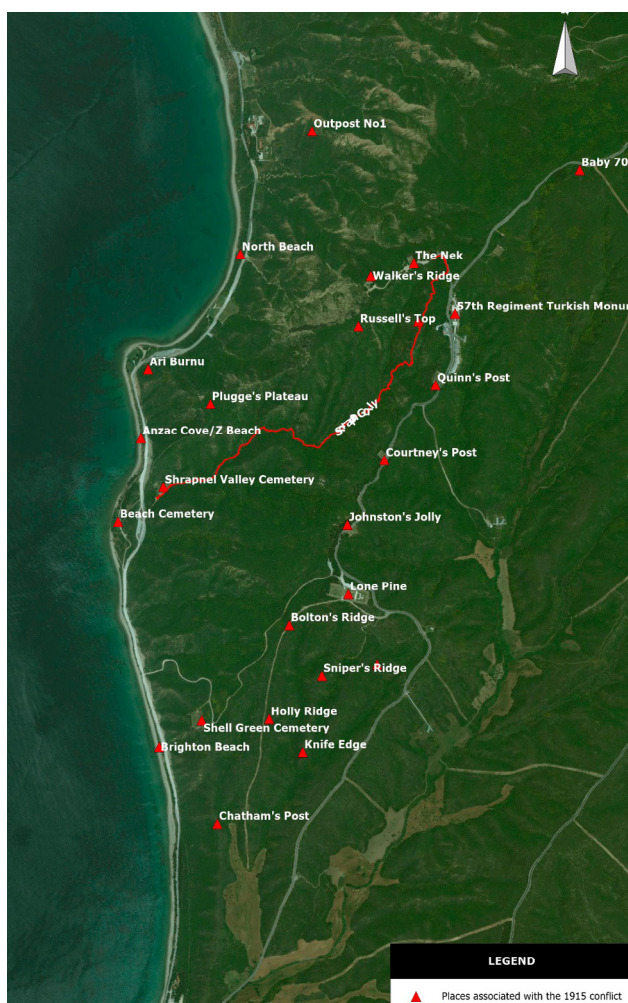 Outpost No1
Baby 70
North Beach
The Nek
Walker's Ridge
57th Regiment Turkish Monum
Russell's Top
Ari Burnu
Quinn's Post
Plugge's Plateau
Anzac Cove/Z Beach
Courtney's Post
Shrapnel Valley Cemetery
Beach Cemetery
Johnston's Jolly
Lone Pine
Bolton's Ridge
Sniper's Ridge
Holly Ridge
Shell Green Cemetery
Brighton Beach
Knife Edge
Chatham's Post
LEGEND
Places associated with the 1915 conflict